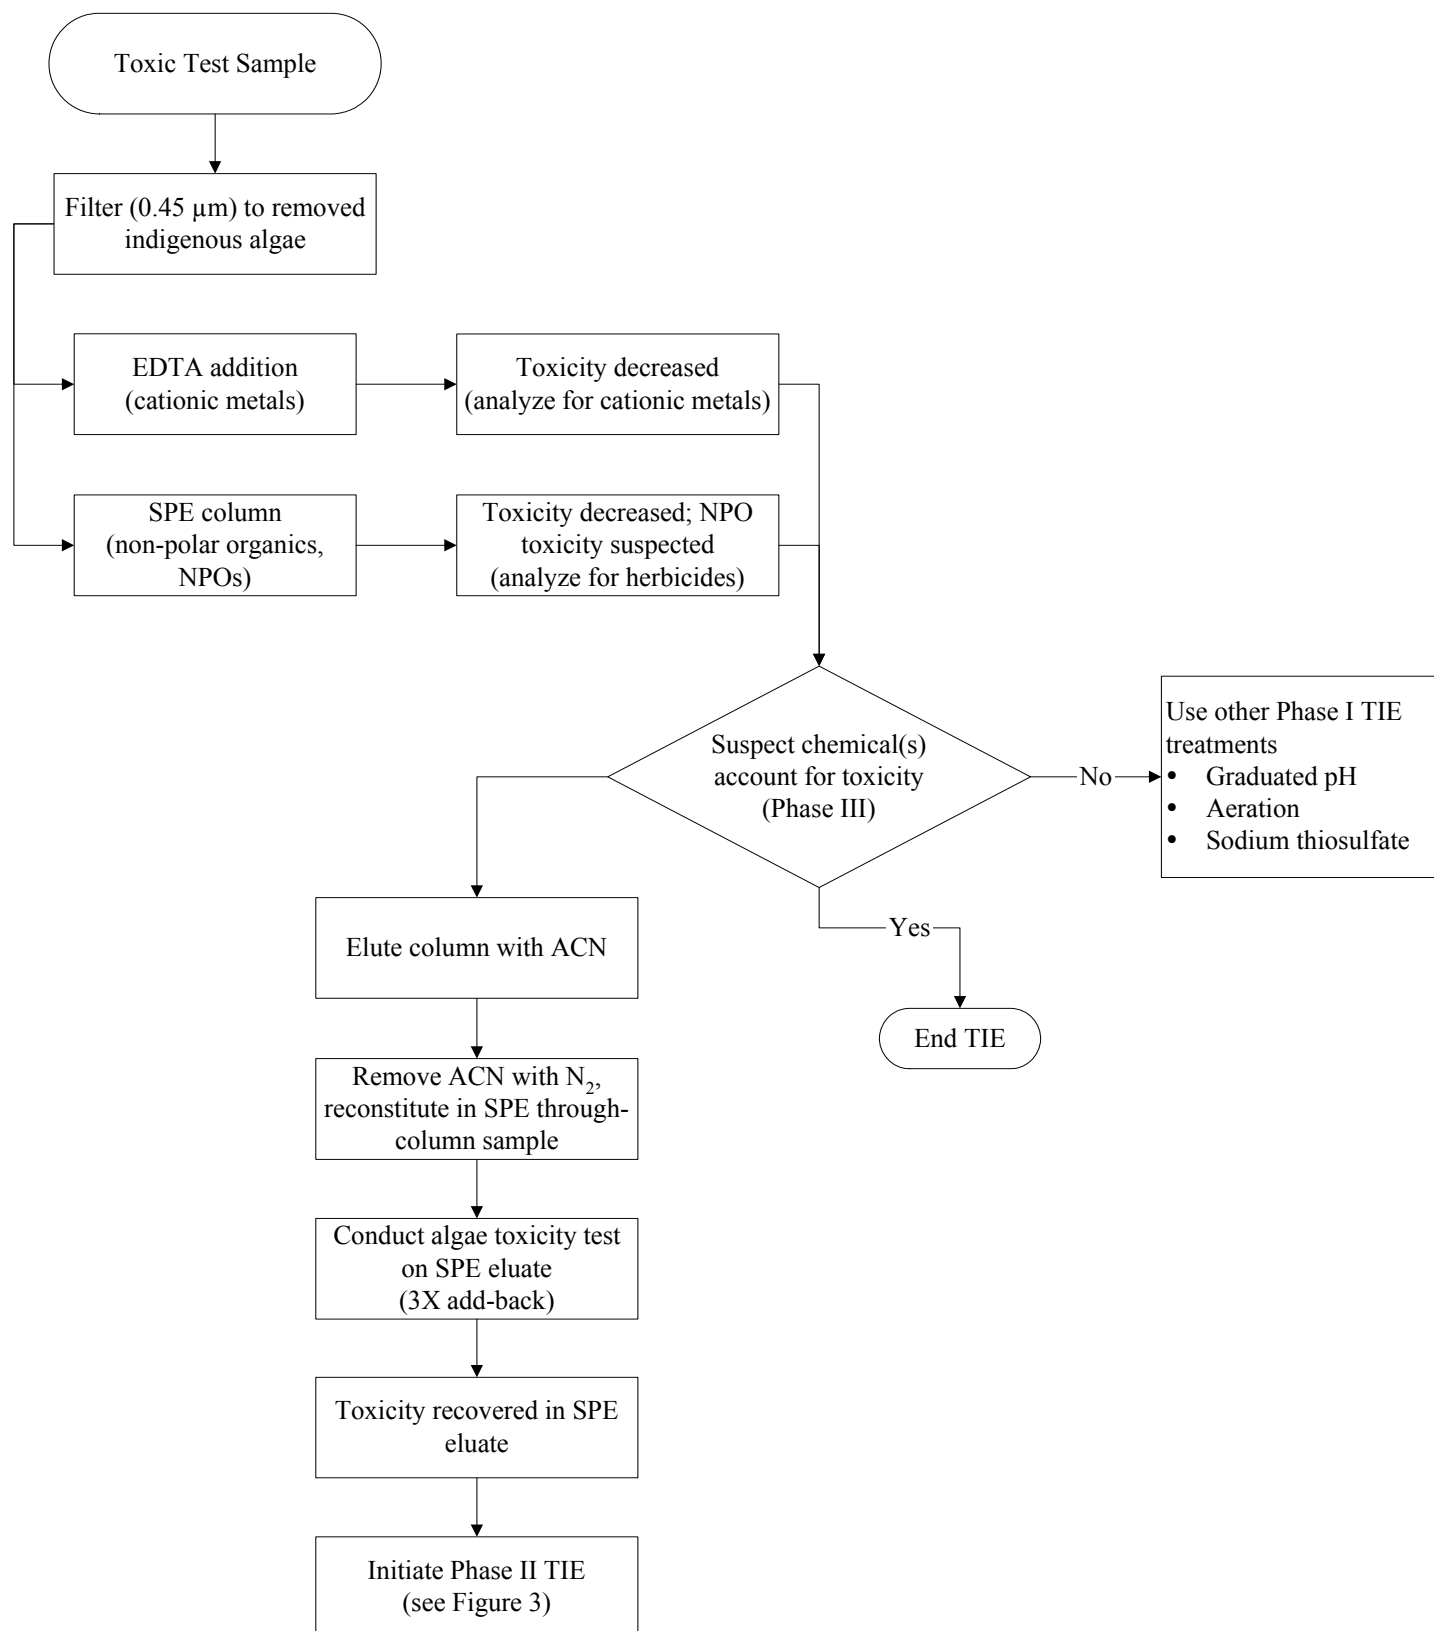 Toxic Test Sample
Filter (0.45 µm) to removed
indigenous algae
EDTA addition
(cationic metals)
Toxicity decreased
(analyze for cationic metals)
SPE column
(non-polar organics,
NPOs)
Toxicity decreased; NPO
toxicity suspected
(analyze for herbicides)
Suspect chemical(s)
account for toxicity
(Phase III)
No
Use other Phase I TIE
treatments
• Graduated pH
• Aeration
• Sodium thiosulfate
Yes
End TIE
Elute column with ACN
Remove ACN with N₂,
reconstitute in SPE through-
column sample
Conduct algae toxicity test
on SPE eluate
(3X add-back)
Toxicity recovered in SPE
eluate
Initiate Phase II TIE
(see Figure 3)